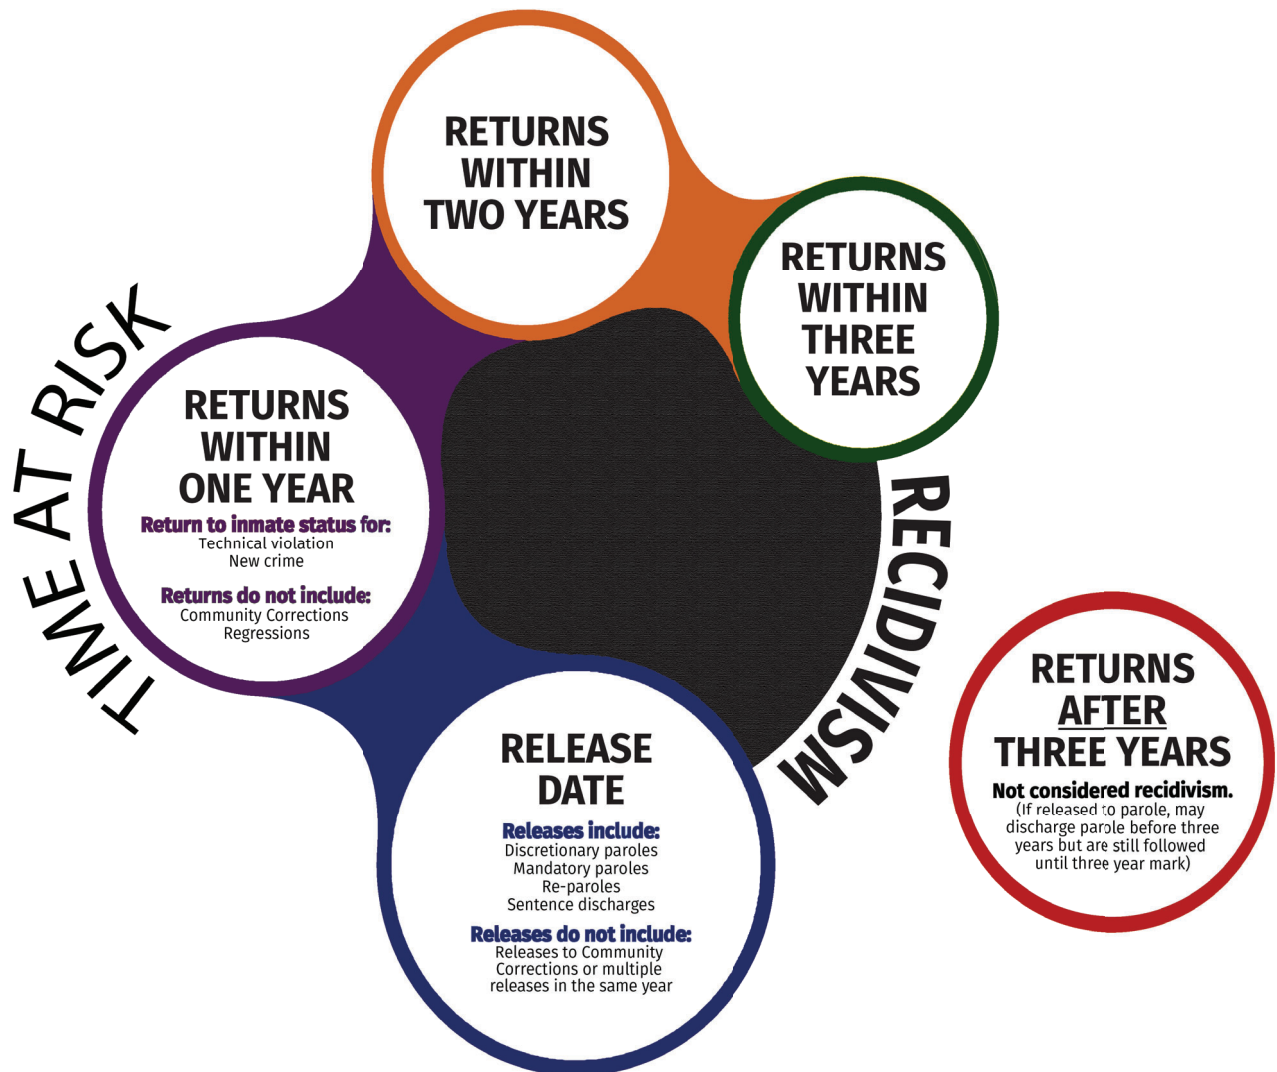 RETURNS
WITHIN
TWO YEARS
RETURNS
WITHIN
THREE
YEARS
TIME AT RISK
RETURNS
WITHIN
ONE YEAR
Return to inmate status for:
Technical violation
New crime
Returns do not include:
Community Corrections
Regressions
RECIDIVISM
RELEASE
DATE
Releases include:
Discretionary paroles
Mandatory paroles
Re-paroles
Sentence discharges
Releases do not include:
Releases to Community
Corrections or multiple
releases in the same year
RETURNS
AFTER
THREE YEARS
Not considered recidivism.
(If released to parole, may
discharge parole before three
years but are still followed
until three year mark)